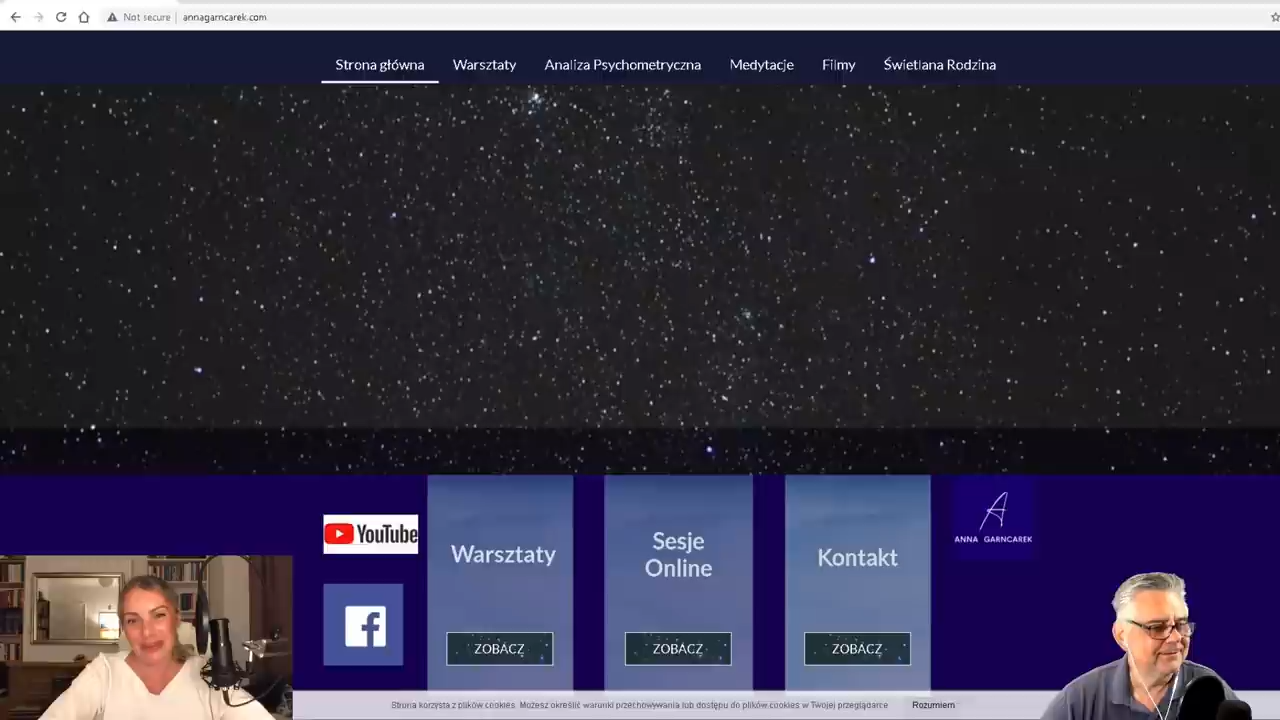 Not secure
annagarncarek.com
Strona główna
Warsztaty
Analiza Psychometryczna
Medytacje
Filmy
Świetlana Rodzina
YouTube
Warsztaty
ZOBACZ
Sesje
Online
ZOBACZ
Kontakt
ZOBACZ
A
ANNA GARNCAREK
Strona korzysta z plików cookies. Możesz określić warunki przechowywania lub dostępu do plików cookies w Twojej przeglądarce
Rozumiem